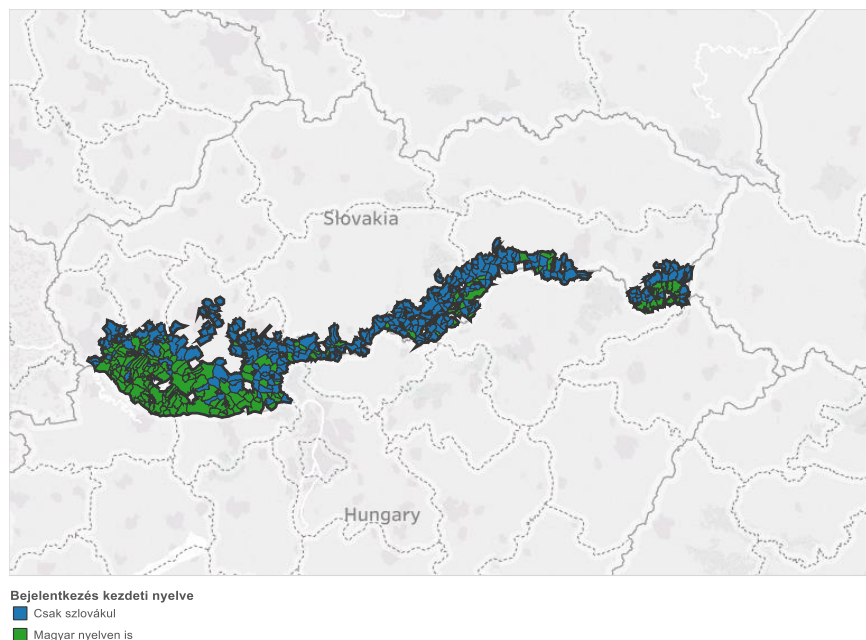 Slovakia
Hungary
Bejelentkezés kezdeti nyelve
Csak szlovákul
Magyar nyelven is